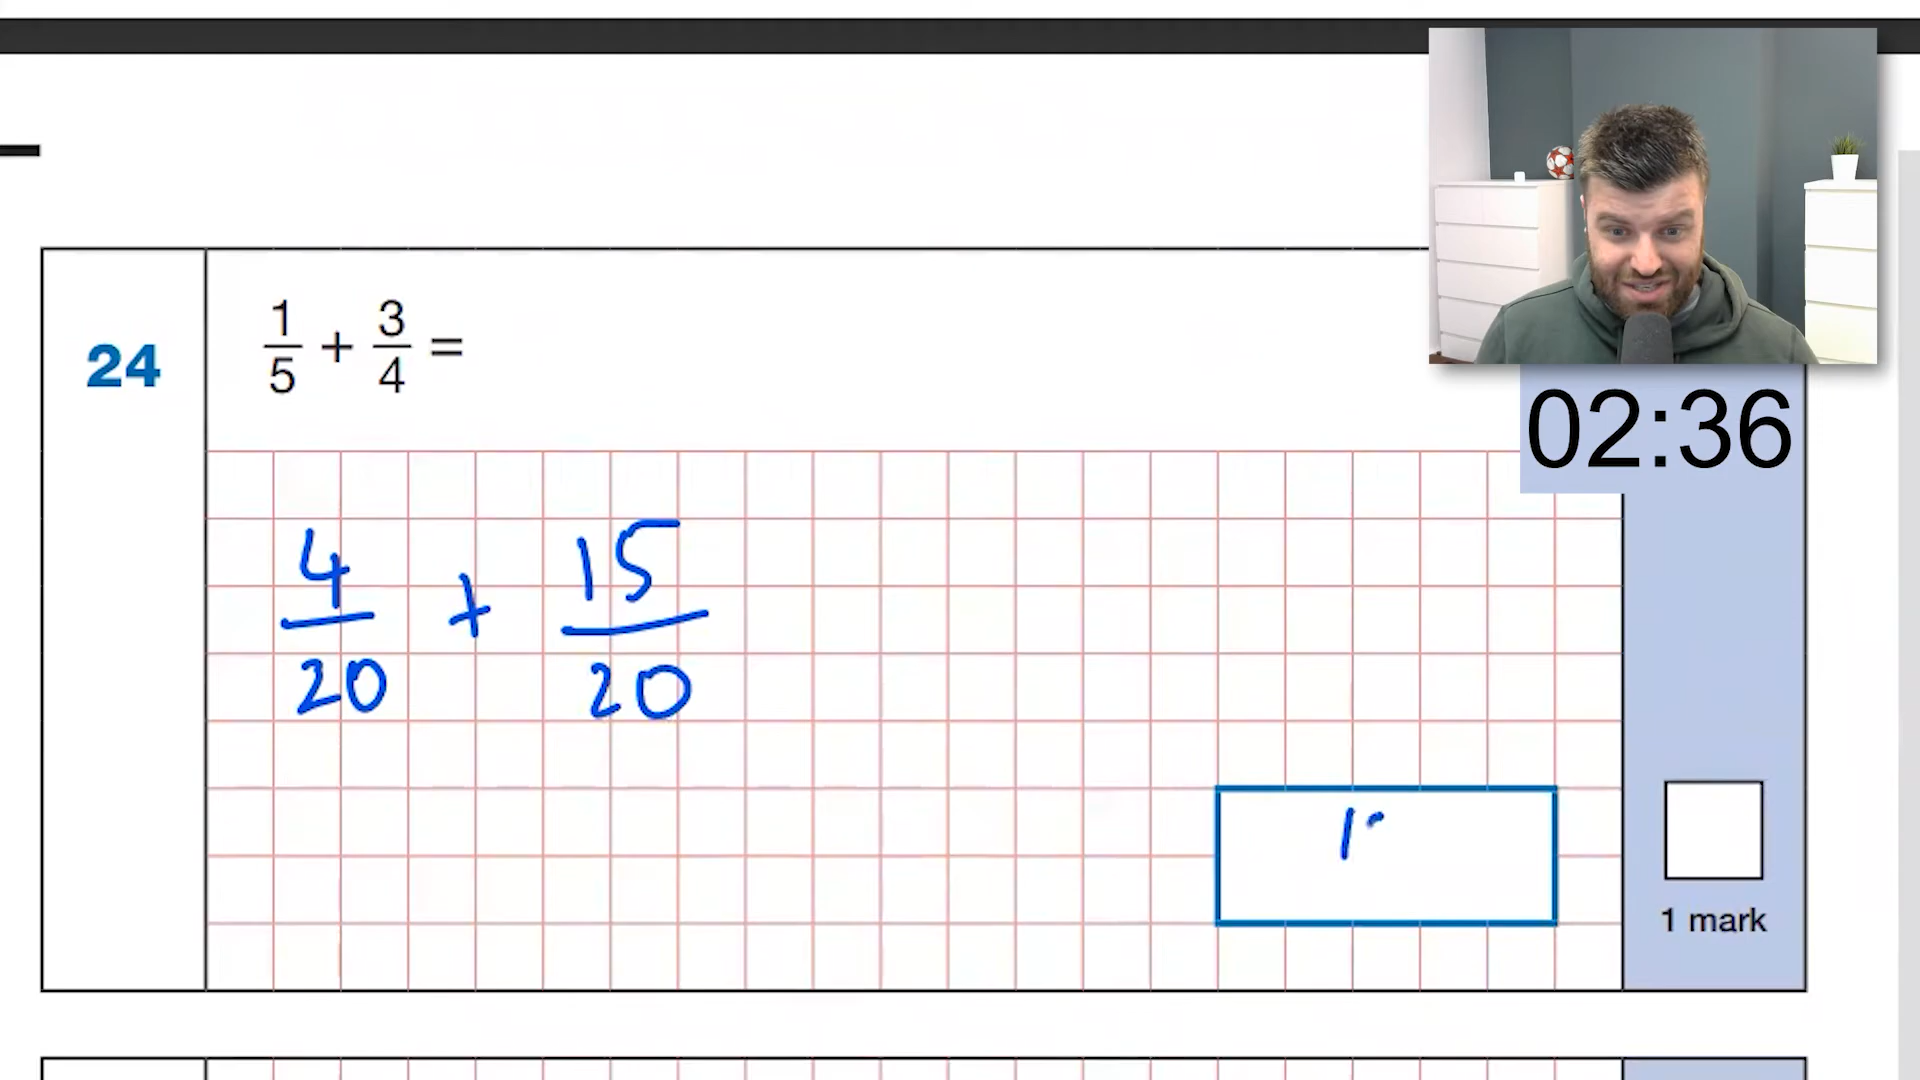 24
1/5 + 3/4 =
02:36
4/20 + 15/20
1
1 mark